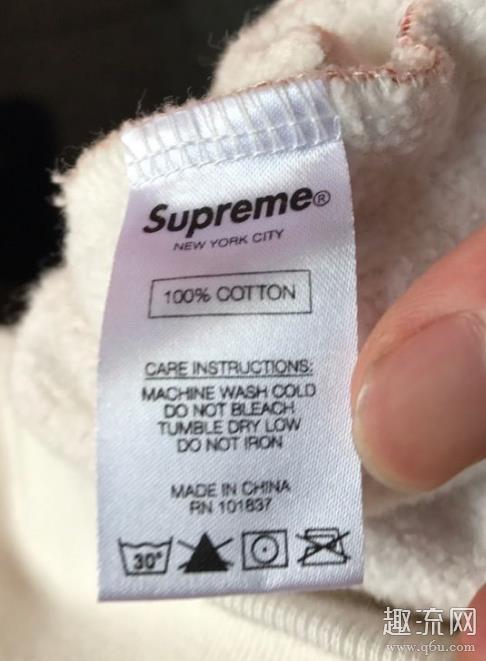 Supreme®
NEW YORK CITY
100% COTTON
CARE INSTRUCTIONS:
MACHINE WASH COLD
DO NOT BLEACH
TUMBLE DRY LOW
DO NOT IRON
MADE IN CHINA
RN 101837
30°
趣流网
www.q6u.com